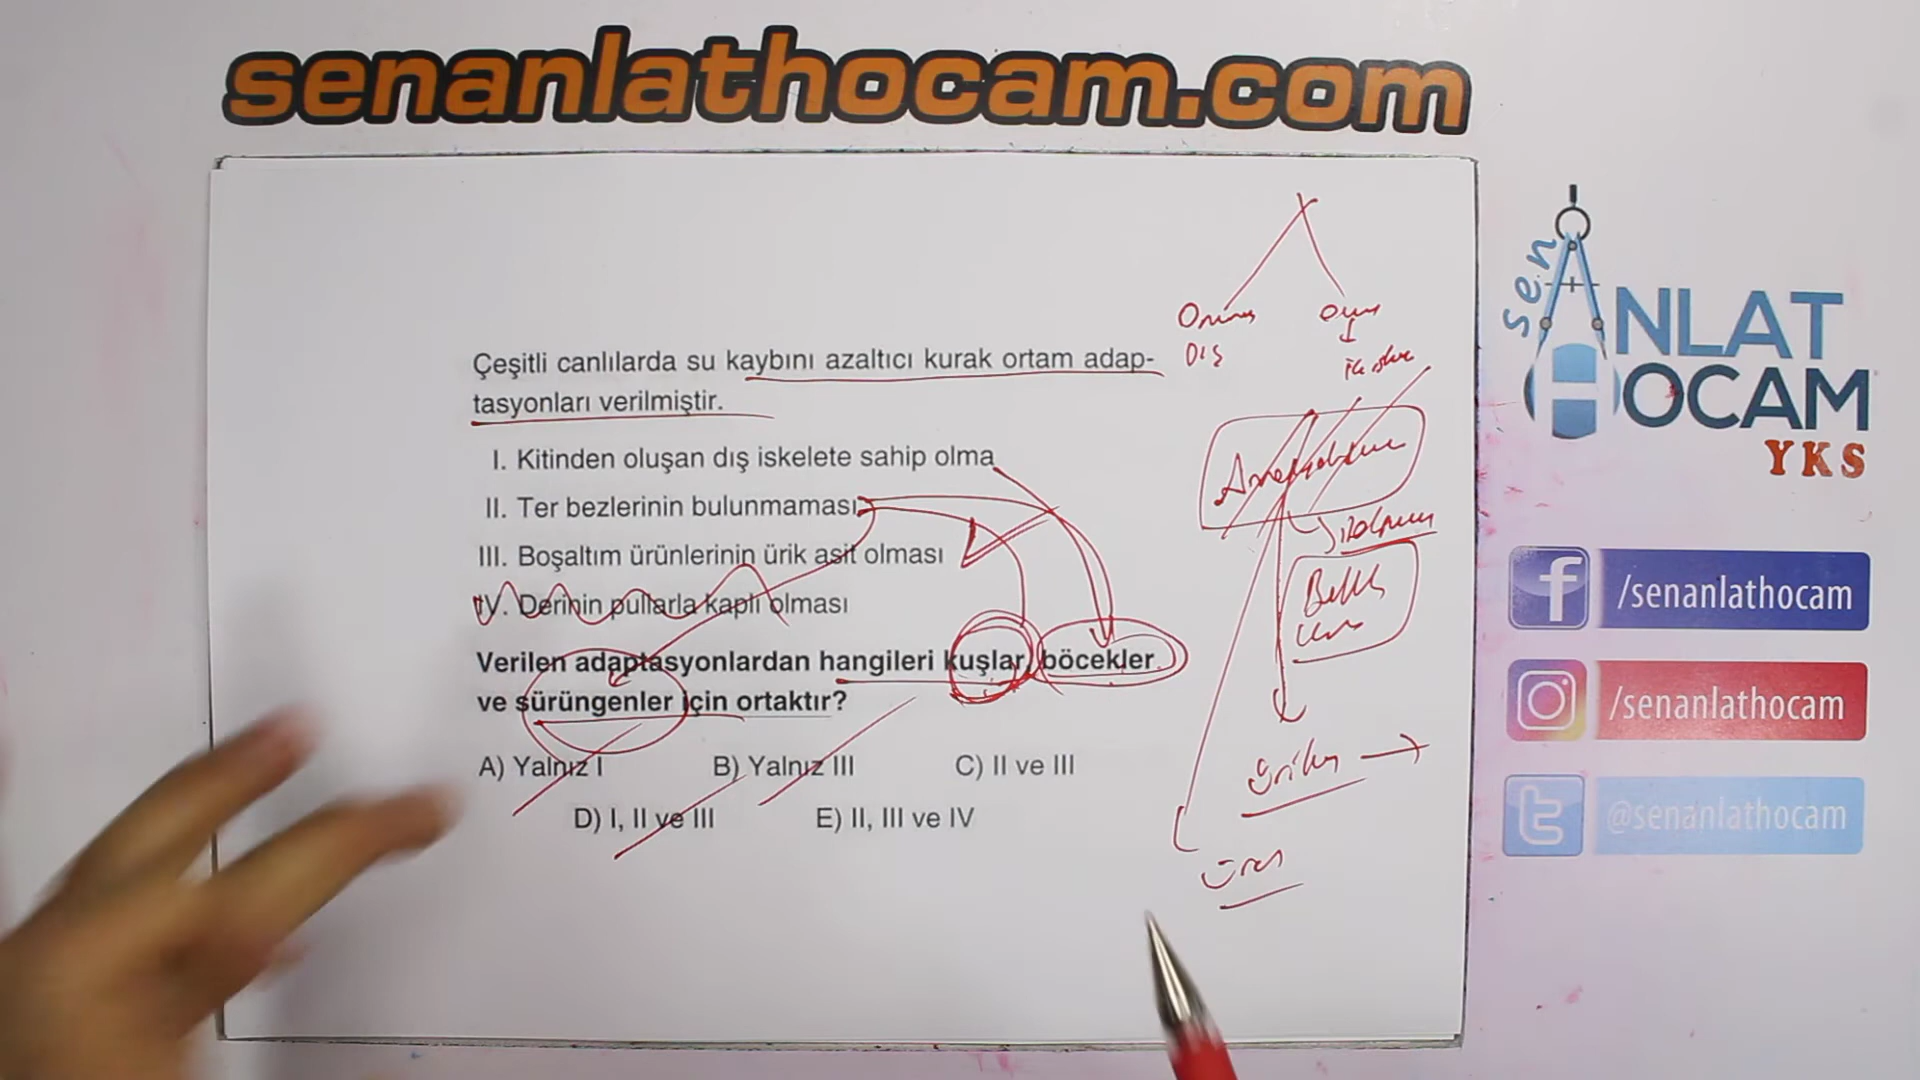 senanlathocam.com
Çeşitli canlılarda su kaybını azaltıcı kurak ortam adap-
tasyonları verilmiştir.
I. Kitinden oluşan dış iskelete sahip olma
II. Ter bezlerinin bulunmaması
III. Boşaltım ürünlerinin ürik asit olması
IV. Derinin pullarla kaplı olması
Verilen adaptasyonlardan hangileri kuşlar, böcekler
ve sürüngenler için ortaktır?
A) Yalnız I
B) Yalnız III
C) II ve III
D) I, II ve III
E) II, III ve IV
DIŞ
sen
ANLAT
HOCAM
YKS
/senanlathocam
/senanlathocam
@senanlathocam